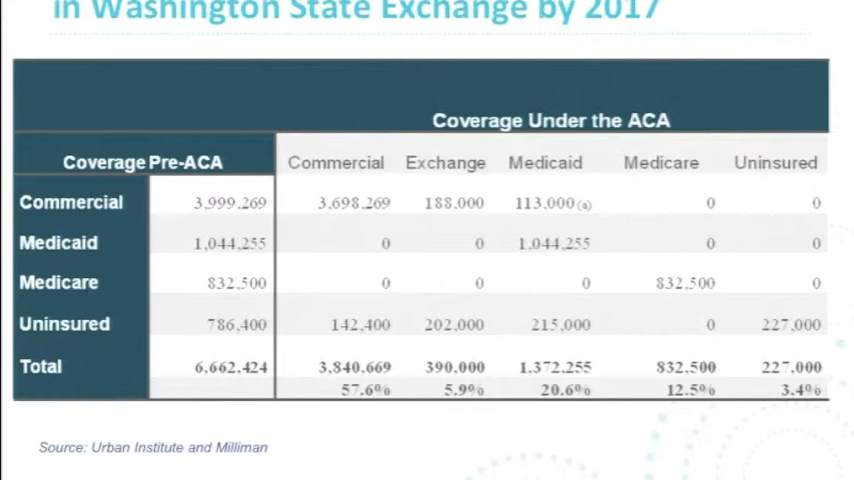 in Washington State Exchange by 2017
Coverage Under the ACA
Coverage Pre-ACA Commercial Exchange Medicaid Medicare Uninsured
Commercial 3,999,269 3,698,269 188,000 113,000 (a) 0 0
Medicaid 1,044,255 0 0 1,044,255 0 0
Medicare 832,500 0 0 0 832,500 0
Uninsured 786,400 142,400 202,000 215,000 0 227,000
Total 6,662,424 3,840,669 390,000 1,372,255 832,500 227,000
57.6% 5.9% 20.6% 12.5% 3.4%
Source: Urban Institute and Milliman